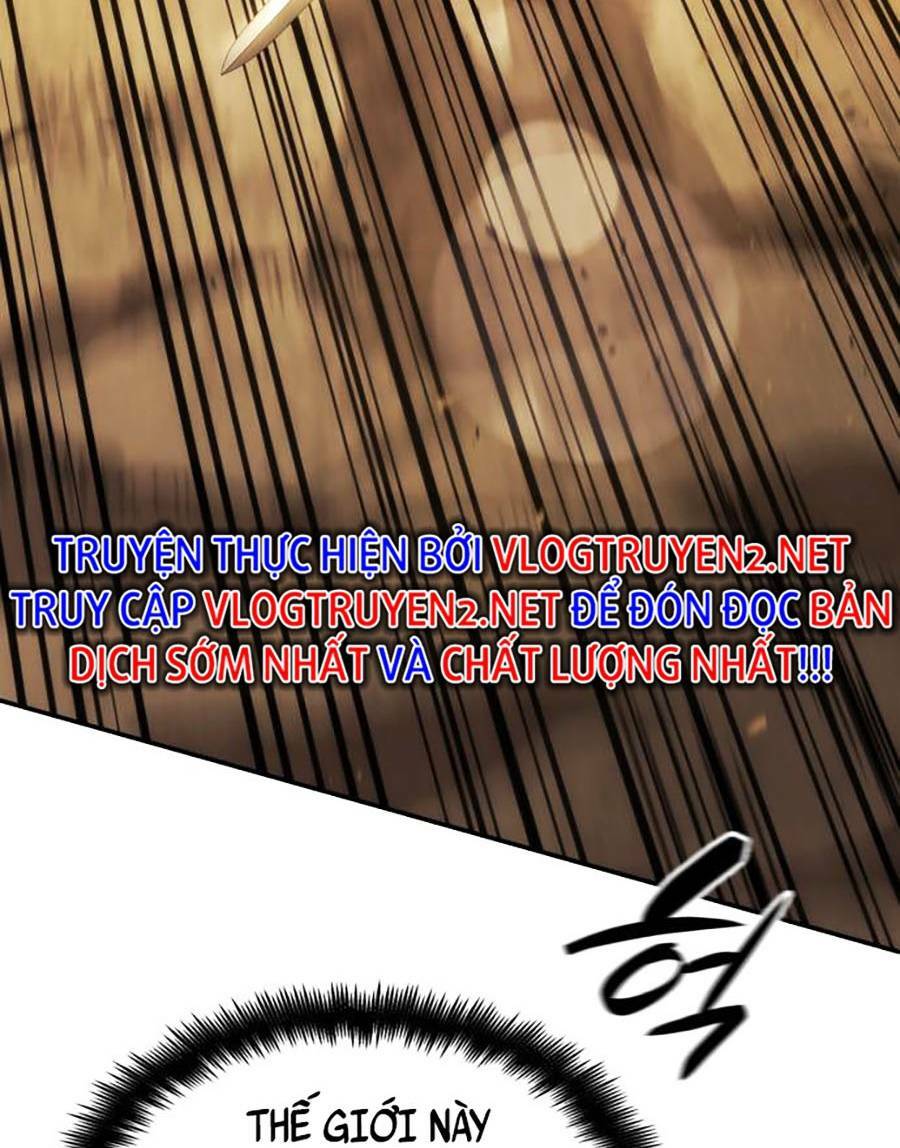 TRUYỆN THỰC HIỆN BỞI VLOGTRUYEN2.NET
TRUY CẬP VLOGTRUYEN2.NET ĐỂ ĐÓN ĐỌC BẢN
DỊCH SỚM NHẤT VÀ CHẤT LƯỢNG NHẤT!!!
헉
THẾ GIỚI NÀY